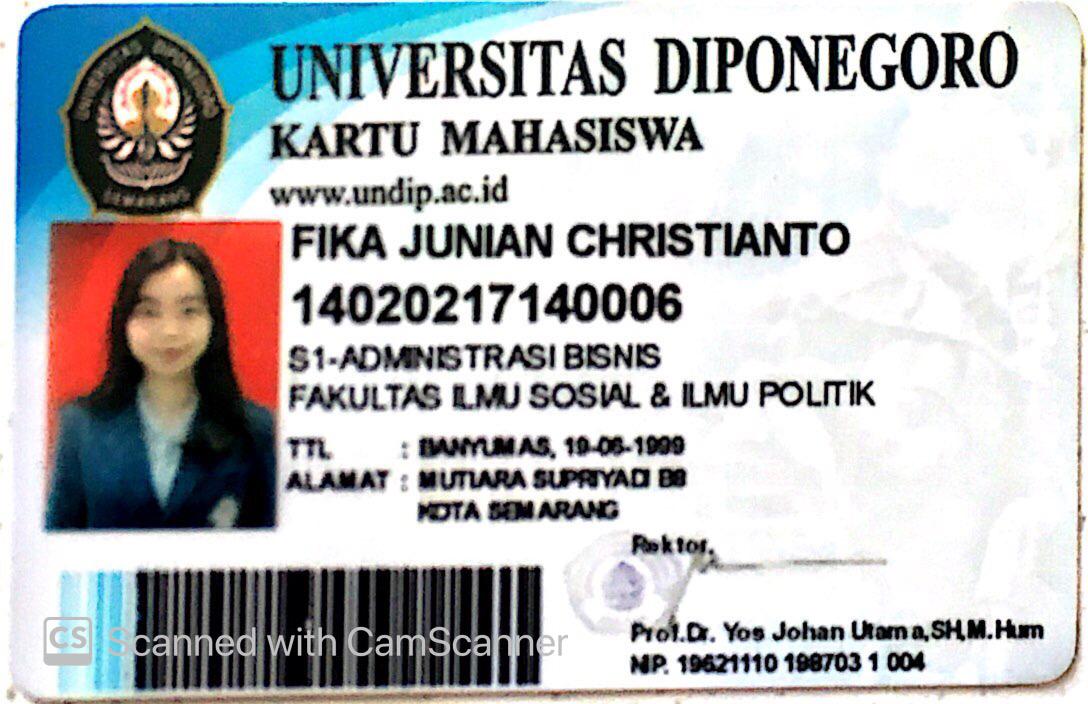 UNIVERSITAS DIPONEGORO
SEMARANG
UNIVERSITAS DIPONEGORO
KARTU MAHASISWA
www.undip.ac.id
FIKA JUNIAN CHRISTIANTO
14020217140006
S1-ADMINISTRASI BISNIS
FAKULTAS ILMU SOSIAL & ILMU POLITIK
TTL : BANYUMAS, 19-06-1999
ALAMAT : MUTIARA SUPRIYADI B8
KOTA SEMARANG
Rektor,
Prof.Dr. Yos Johan Utama,SH,M.Hum
NIP. 19621110 198703 1 004
CS Scanned with CamScanner